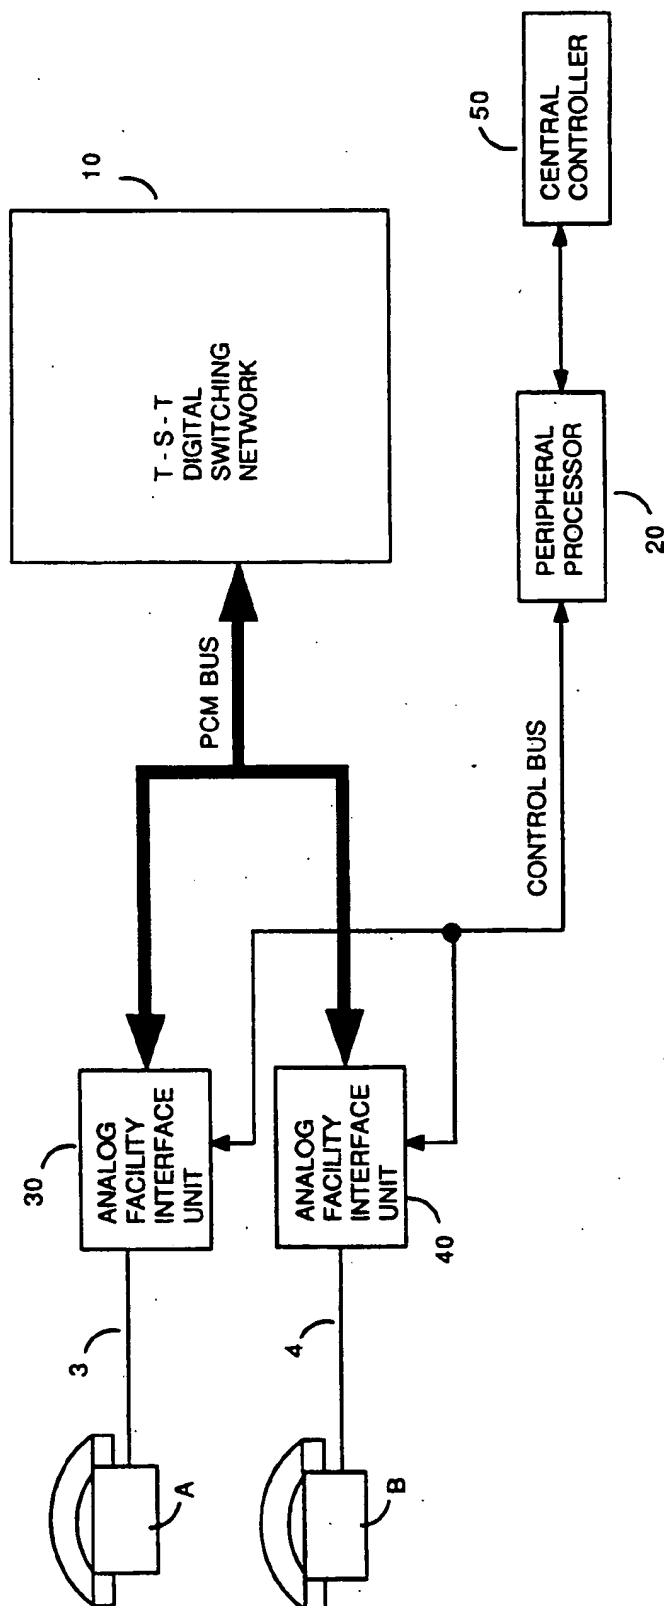 A
3
30
ANALOG
FACILITY
INTERFACE
UNIT
B
4
40
ANALOG
FACILITY
INTERFACE
UNIT
PCM BUS
10
T - S - T
DIGITAL
SWITCHING
NETWORK
CONTROL BUS
PERIPHERAL
PROCESSOR
20
50
CENTRAL
CONTROLLER